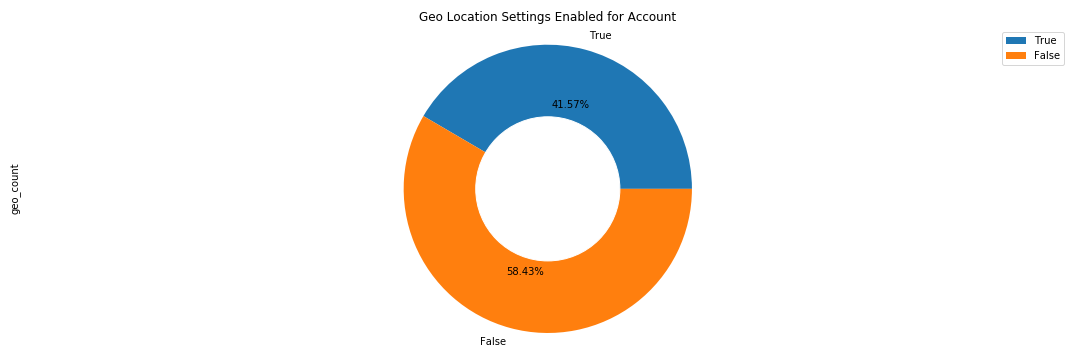 Geo Location Settings Enabled for Account
True
True
False
41.57%
geo_count
58.43%
False